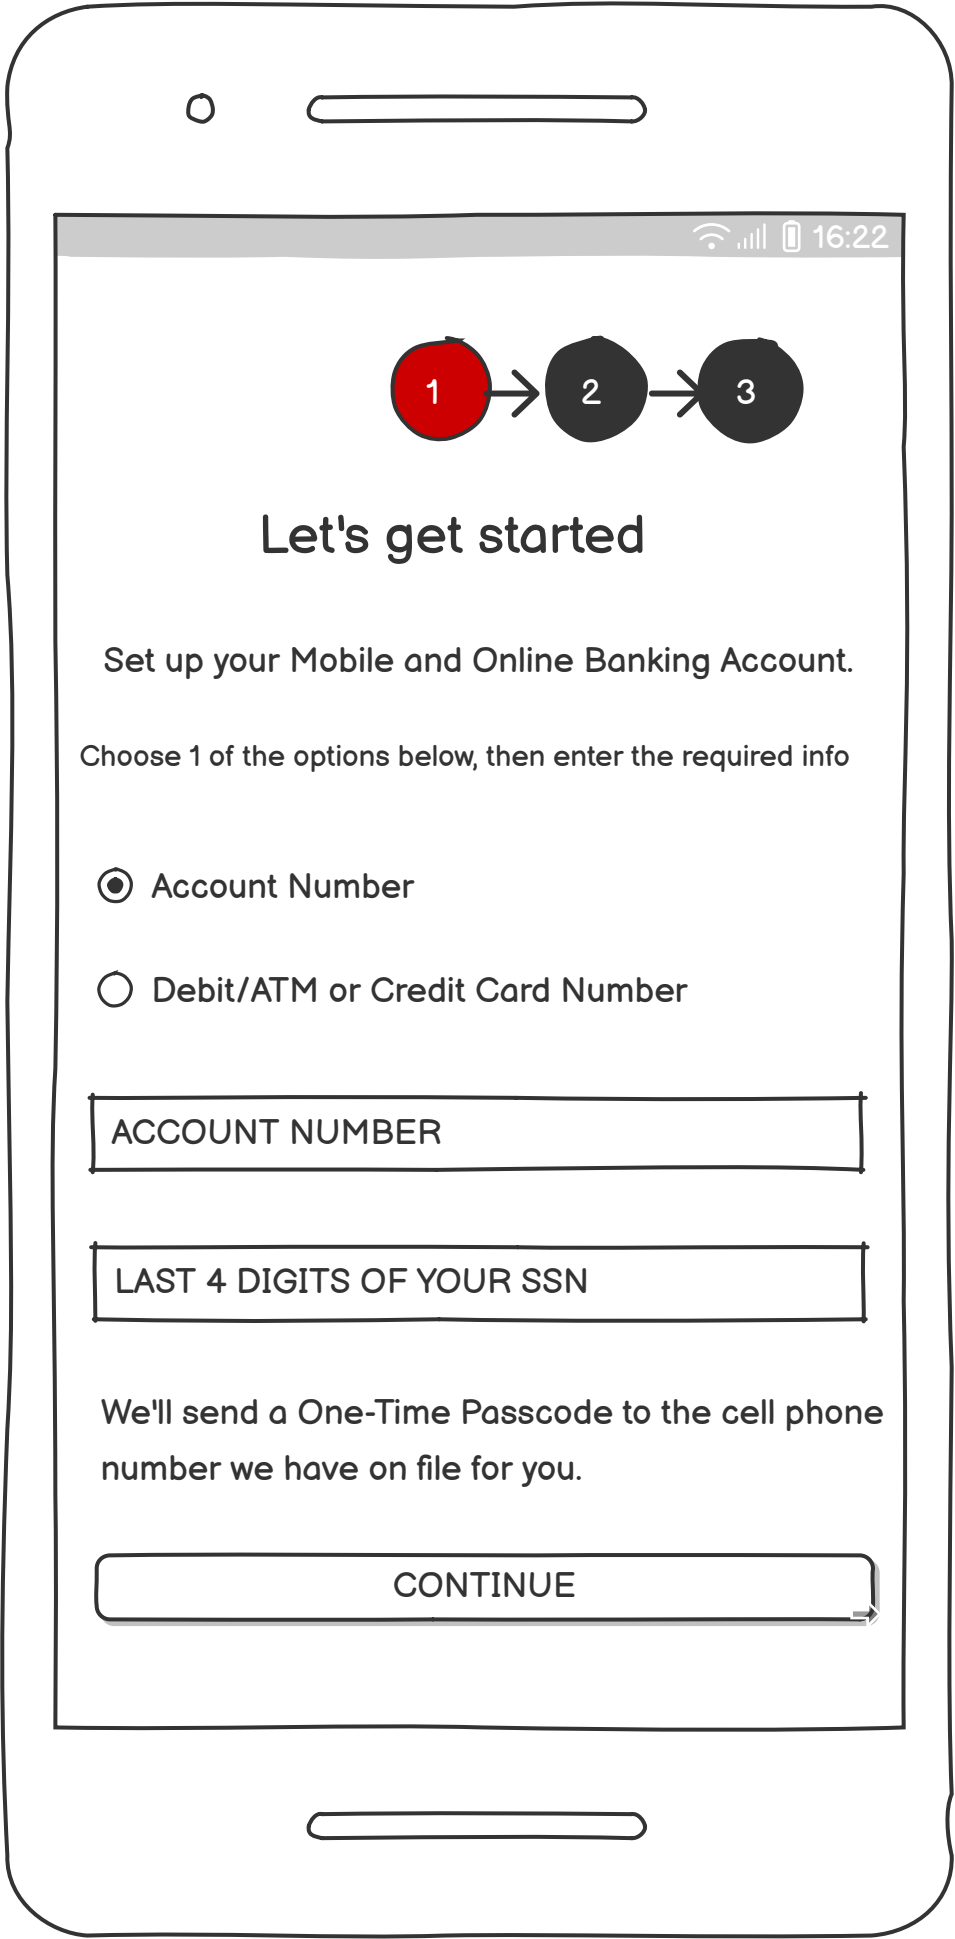 16:22
1 2 3
Let's get started
Set up your Mobile and Online Banking Account.
Choose 1 of the options below, then enter the required info
Account Number
Debit/ATM or Credit Card Number
ACCOUNT NUMBER
LAST 4 DIGITS OF YOUR SSN
We'll send a One-Time Passcode to the cell phone
number we have on file for you.
CONTINUE